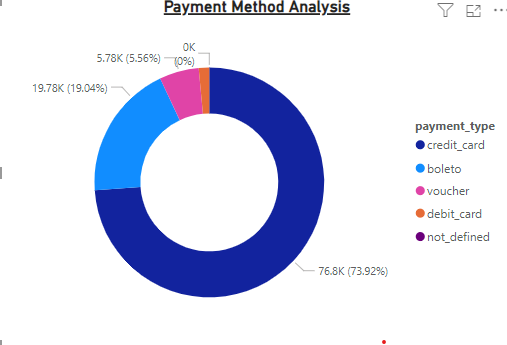 Payment Method Analysis
0K
(0%)
5.78K (5.56%)
19.78K (19.04%)
76.8K (73.92%)
payment_type
credit_card
boleto
voucher
debit_card
not_defined